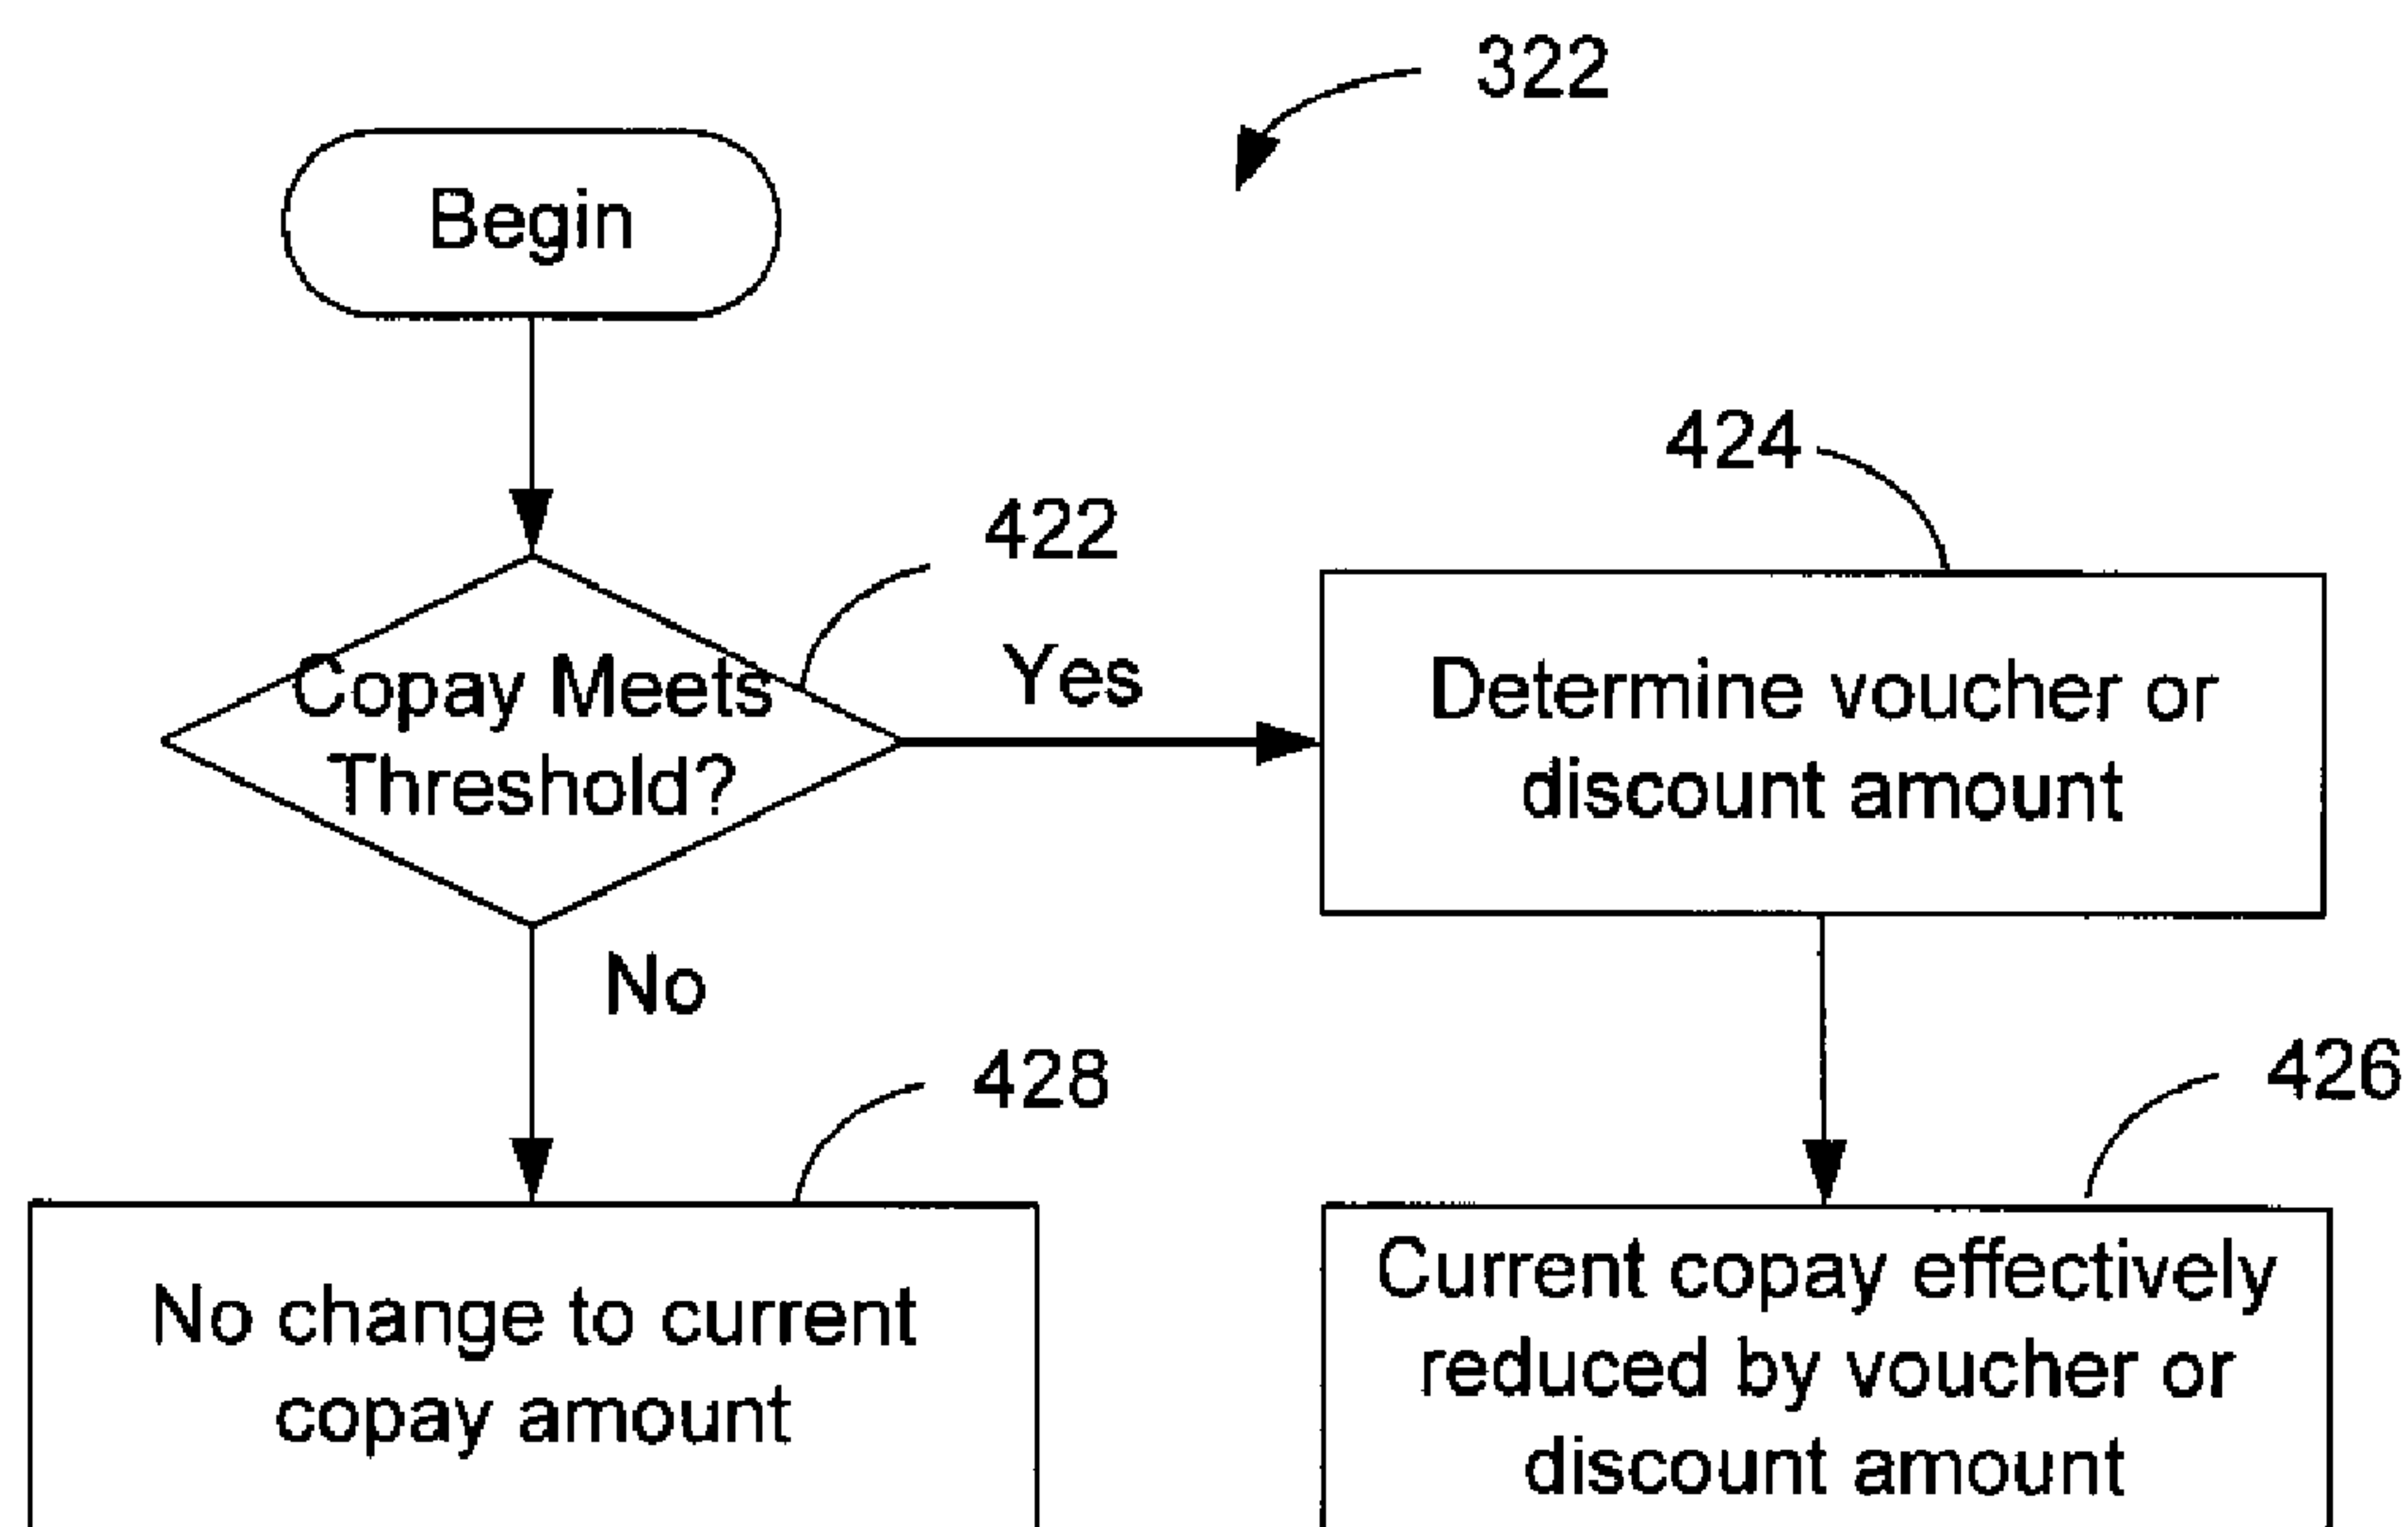 322
Begin
424
422
Yes
Copay Meets
Threshold?
Determine voucher or
discount amount
No
428
426
No change to current
copay amount
Current copay effectively
reduced by voucher or
discount amount